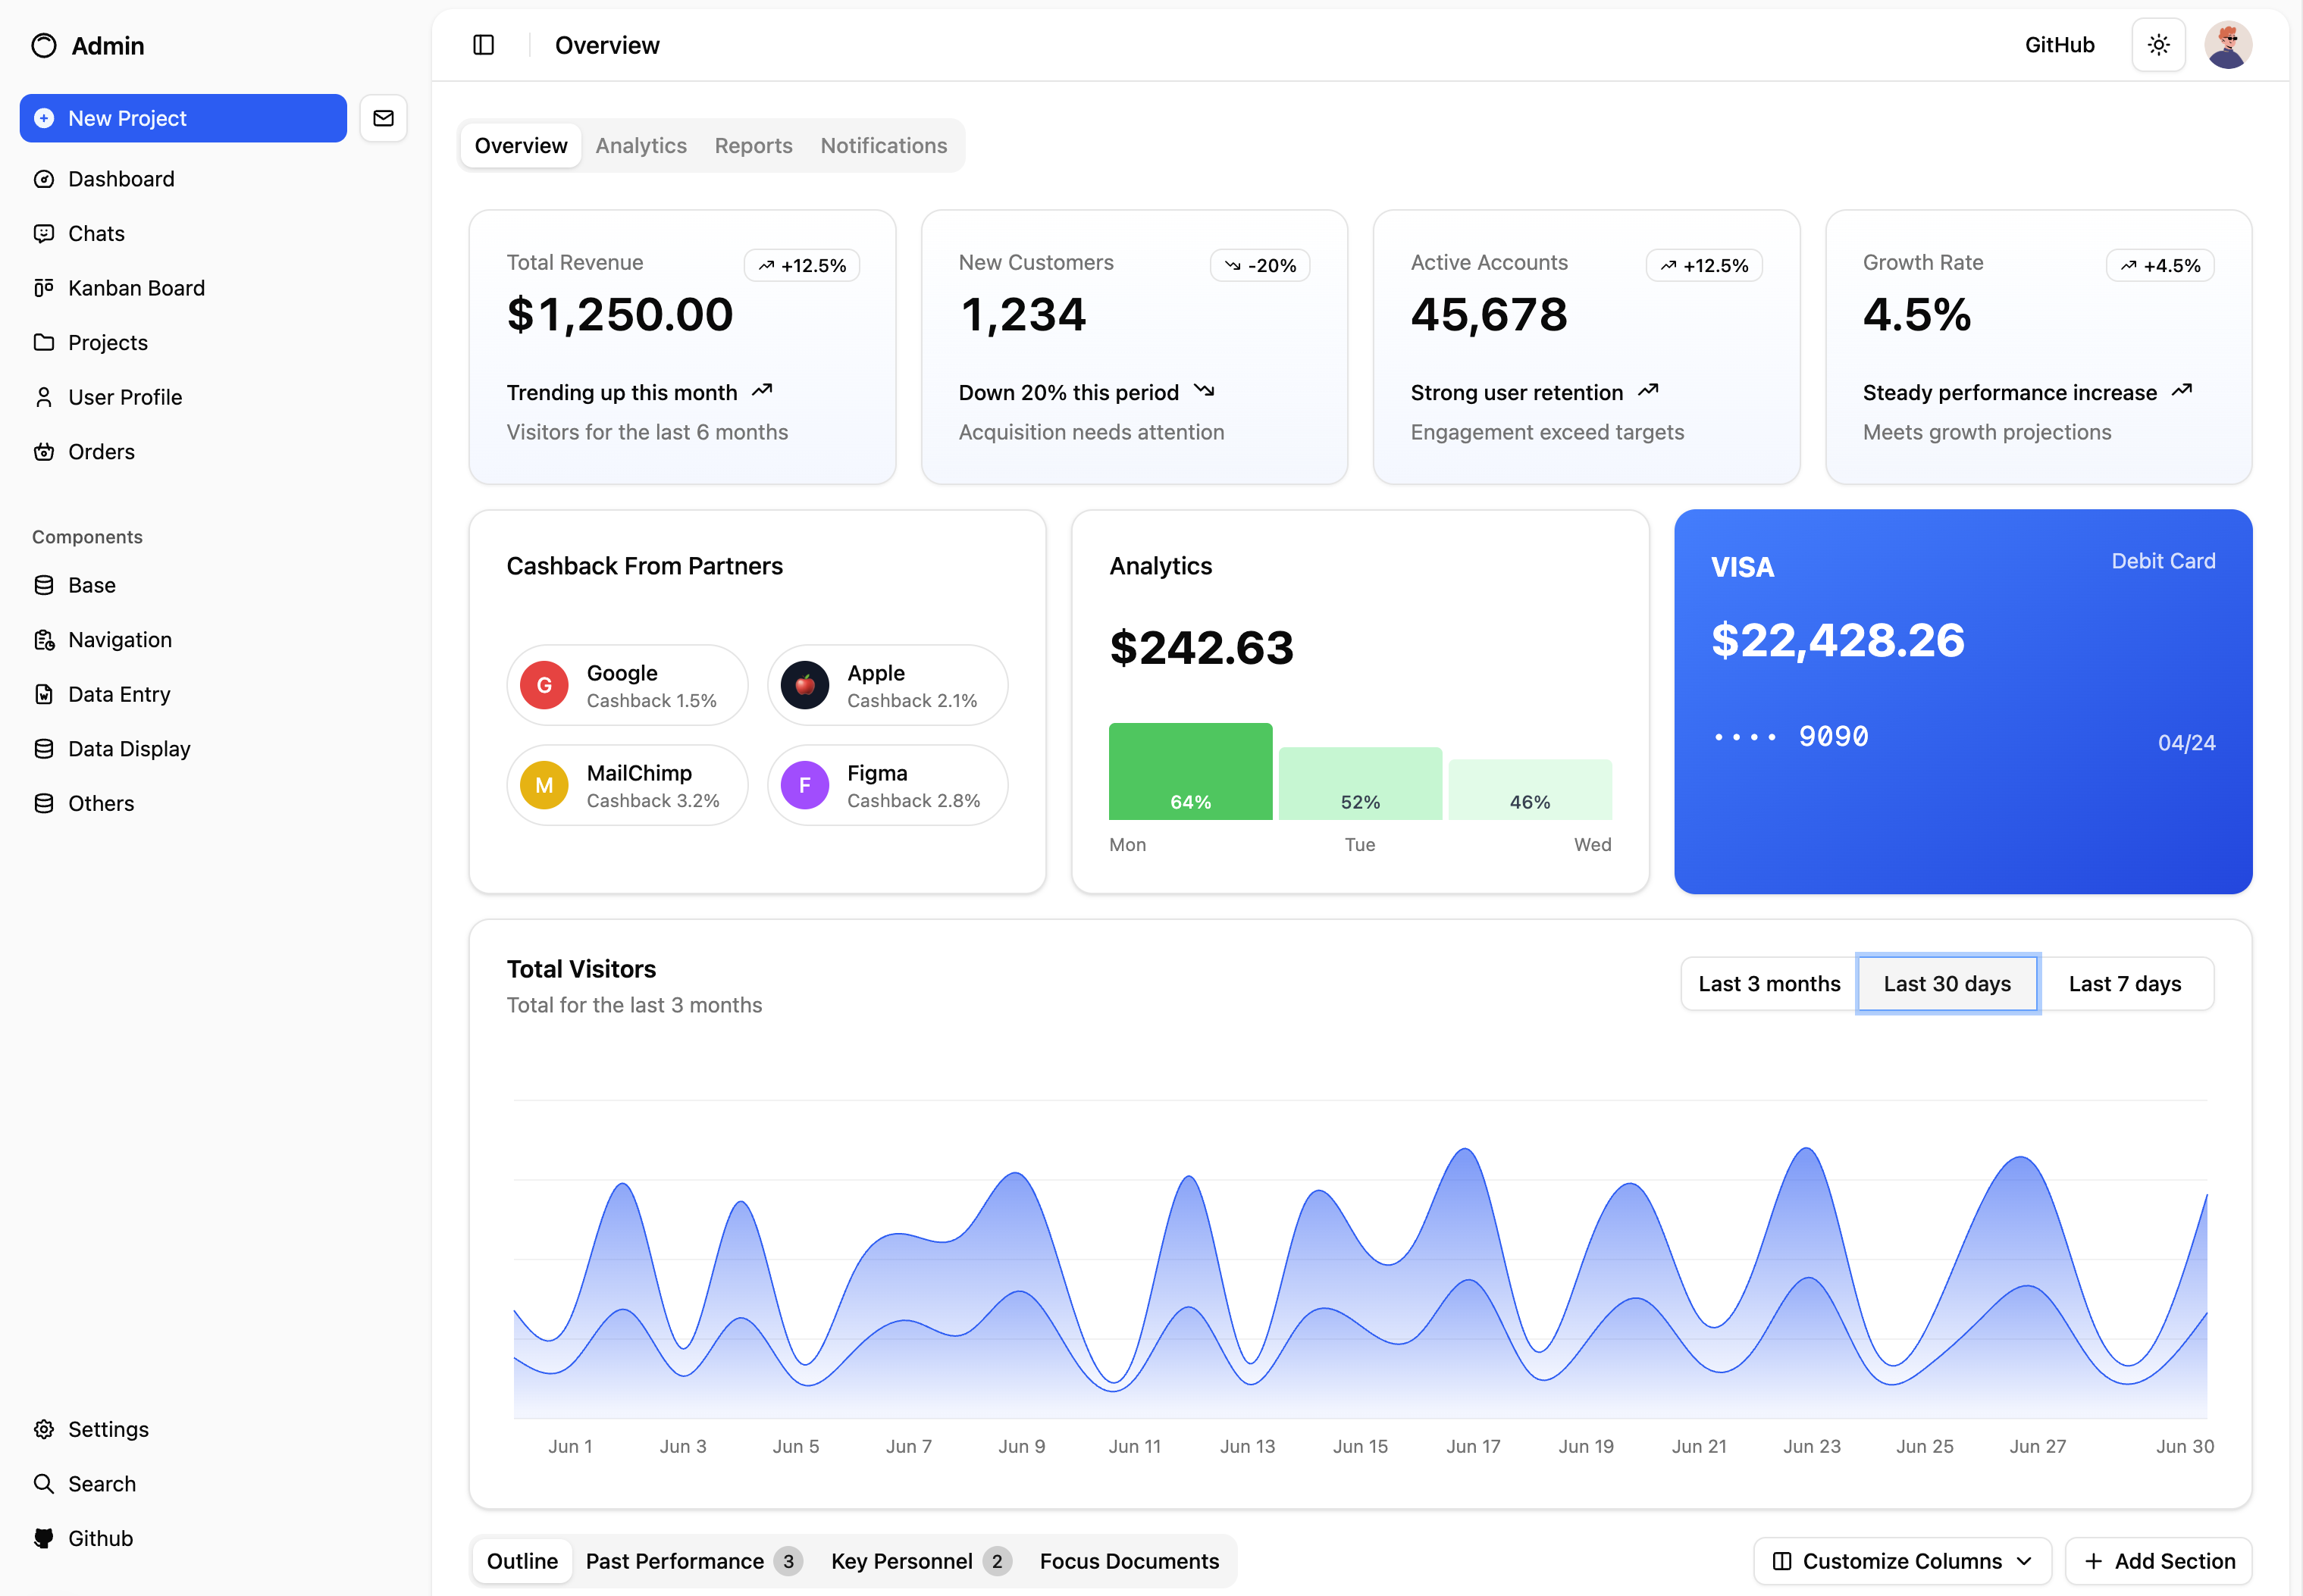 Admin
New Project
Dashboard
Chats
Kanban Board
Projects
User Profile
Orders
Components
Base
Navigation
Data Entry
Data Display
Others
Settings
Search
Github
Overview
GitHub
Overview Analytics Reports Notifications
Total Revenue
+12.5%
$1,250.00
Trending up this month
Visitors for the last 6 months
New Customers
-20%
1,234
Down 20% this period
Acquisition needs attention
Active Accounts
+12.5%
45,678
Strong user retention
Engagement exceed targets
Growth Rate
+4.5%
4.5%
Steady performance increase
Meets growth projections
Cashback From Partners
G
Google
Cashback 1.5%
Apple
Cashback 2.1%
M
MailChimp
Cashback 3.2%
F
Figma
Cashback 2.8%
Analytics
$242.63
64% 52% 46%
Mon Tue Wed
VISA
Debit Card
$22,428.26
•••• 9090
04/24
Total Visitors
Total for the last 3 months
Last 3 months Last 30 days Last 7 days
Jun 1 Jun 3 Jun 5 Jun 7 Jun 9 Jun 11 Jun 13 Jun 15 Jun 17 Jun 19 Jun 21 Jun 23 Jun 25 Jun 27 Jun 30
Outline Past Performance 3 Key Personnel 2 Focus Documents
Customize Columns
Add Section